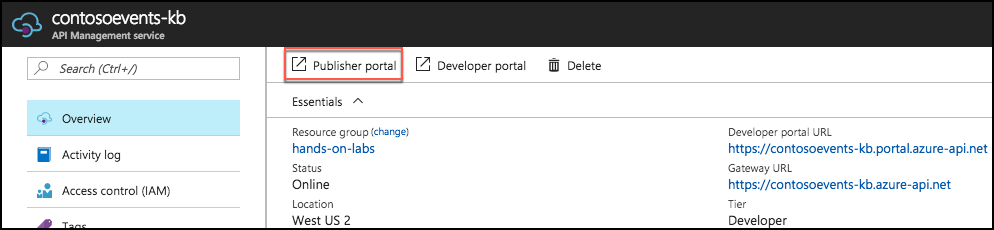 contosoevents-kb
API Management service
Search (Ctrl+/)
Overview
Activity log
Access control (IAM)
Tags
Publisher portal Developer portal Delete
Essentials
Resource group (change)
hands-on-labs
Status
Online
Location
West US 2
Developer portal URL
https://contosoevents-kb.portal.azure-api.net
Gateway URL
https://contosoevents-kb.azure-api.net
Tier
Developer